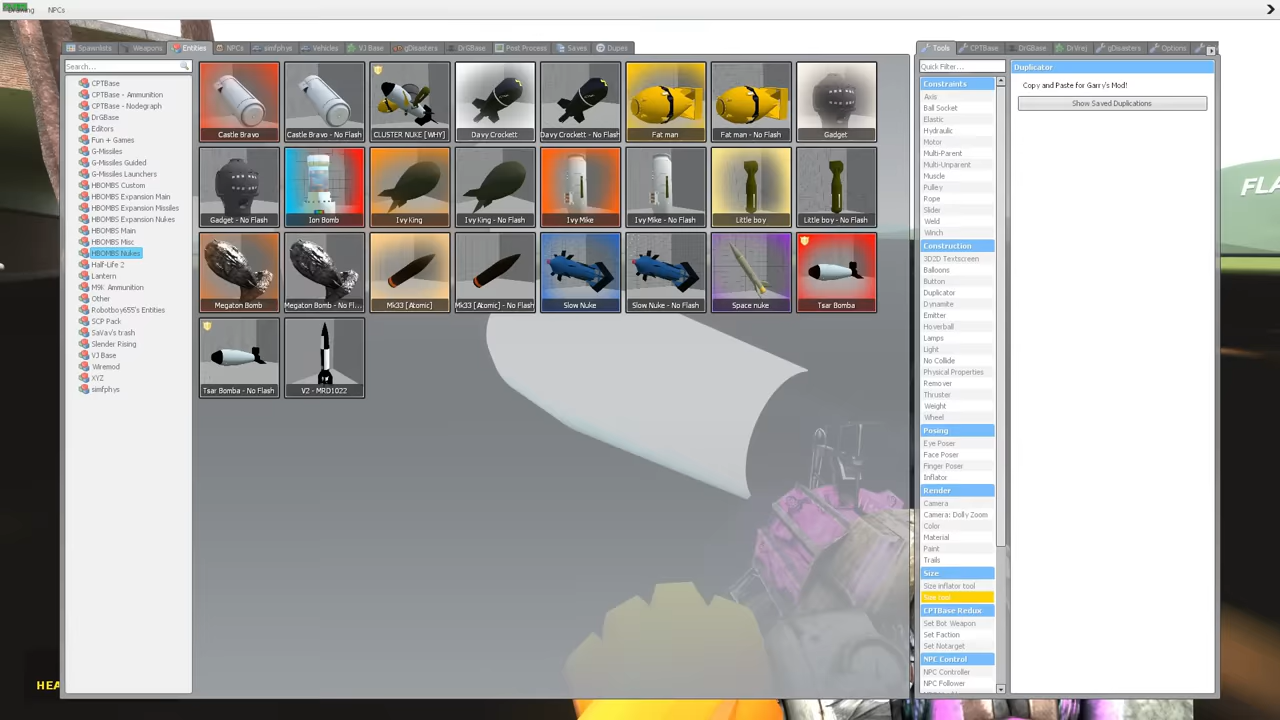 Drawing NPCs
Spawnlists Weapons Entities NPCs simfphys Vehicles VJ Base gDisasters DrGBase Post Process Saves Dupes
Search...
CPTBase
CPTBase - Ammunition
CPTBase - Nodegraph
DrGBase
Editors
Fun + Games
G-Missiles
G-Missiles Guided
G-Missiles Launchers
HBOMBS Custom
HBOMBS Expansion Main
HBOMBS Expansion Missiles
HBOMBS Expansion Nukes
HBOMBS Main
HBOMBS Misc
HBOMBS Nukes
Half-Life 2
Lantern
M9K Ammunition
Other
Robotboy655's Entities
SCP Pack
SaVav's trash
Slender Rising
VJ Base
Wiremod
XYZ
simfphys
Castle Bravo
Castle Bravo - No Flash
CLUSTER NUKE [WHY]
Davy Crockett
Davy Crockett - No Flash
Fat man
Fat man - No Flash
Gadget
Gadget - No Flash
Ion Bomb
Ivy King
Ivy King - No Flash
Ivy Mike
Ivy Mike - No Flash
Little boy
Little boy - No Flash
Megaton Bomb
Megaton Bomb - No Fl...
Mk33 [Atomic]
Mk33 [Atomic] - No Flash
Slow Nuke
Slow Nuke - No Flash
Space nuke
Tsar Bomba
Tsar Bomba - No Flash
V2 - MRD1022
Tools CPTBase DrGBase DiVrej gDisasters Options
Quick Filter...
Constraints
Axis
Ball Socket
Elastic
Hydraulic
Motor
Multi-Parent
Multi-Unparent
Muscle
Pulley
Rope
Slider
Weld
Winch
Construction
3D2D Textscreen
Balloons
Button
Duplicator
Dynamite
Emitter
Hoverball
Lamps
Light
No Collide
Physical Properties
Remover
Thruster
Weight
Wheel
Posing
Eye Poser
Face Poser
Finger Poser
Inflator
Render
Camera
Camera: Dolly Zoom
Color
Material
Paint
Trails
Size
Size inflator tool
Size tool
CPTBase Redux
Set Bot Weapon
Set Faction
Set Notarget
NPC Control
NPC Controller
NPC Follower
Duplicator
Copy and Paste for Garry's Mod!
Show Saved Duplications
FLA
HEA